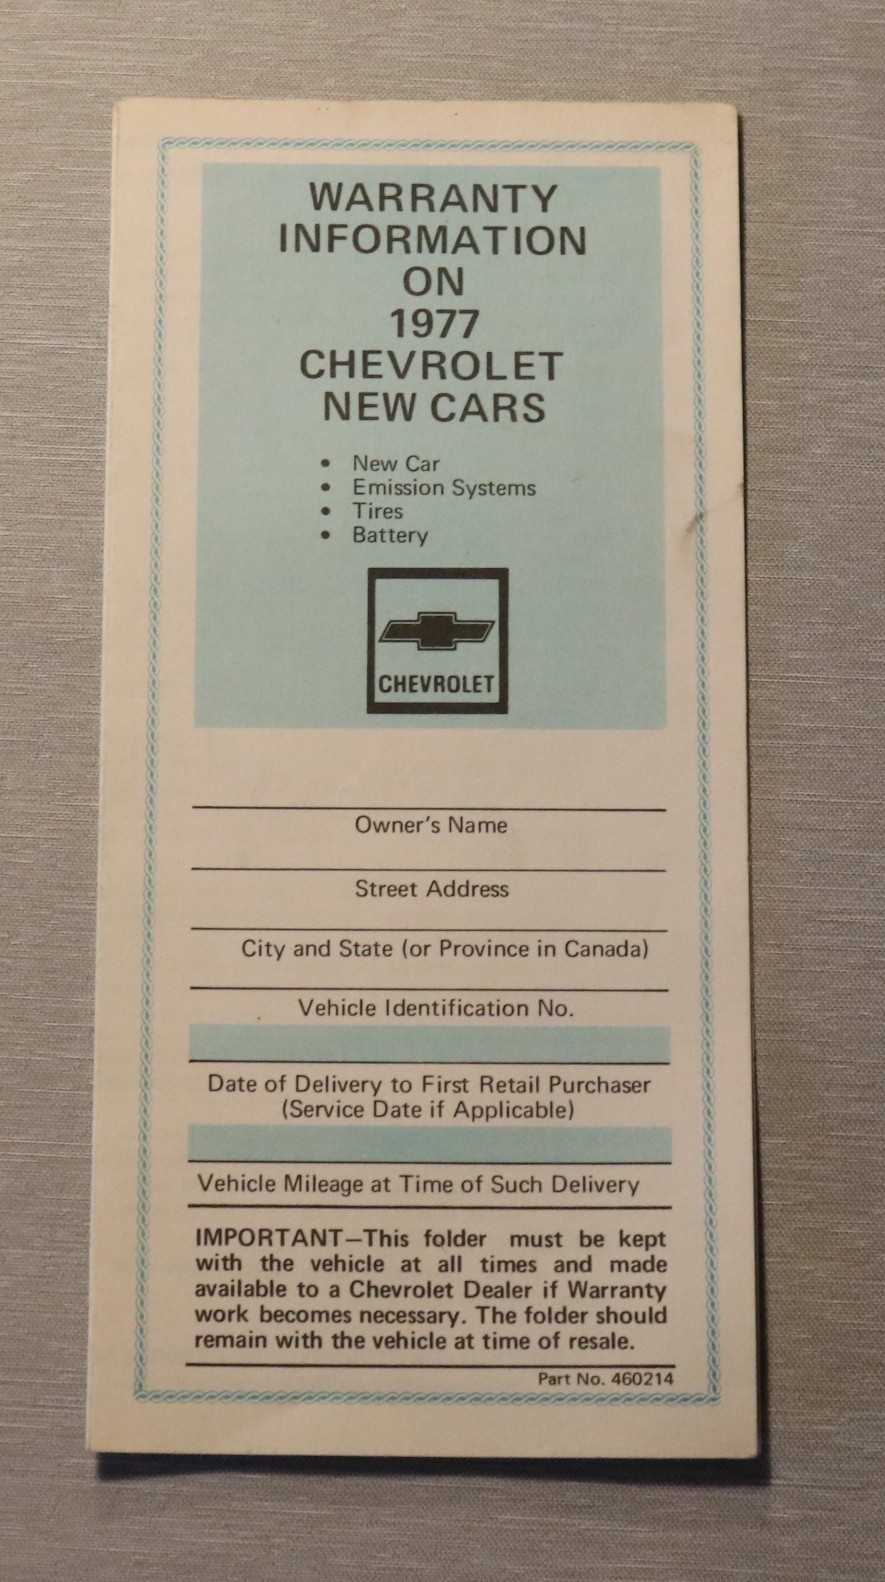 WARRANTY
INFORMATION
ON
1977
CHEVROLET
NEW CARS
• New Car
• Emission Systems
• Tires
• Battery
CHEVROLET
Owner's Name
Street Address
City and State (or Province in Canada)
Vehicle Identification No.
Date of Delivery to First Retail Purchaser
(Service Date if Applicable)
Vehicle Mileage at Time of Such Delivery
IMPORTANT—This folder must be kept
with the vehicle at all times and made
available to a Chevrolet Dealer if Warranty
work becomes necessary. The folder should
remain with the vehicle at time of resale.
Part No. 460214